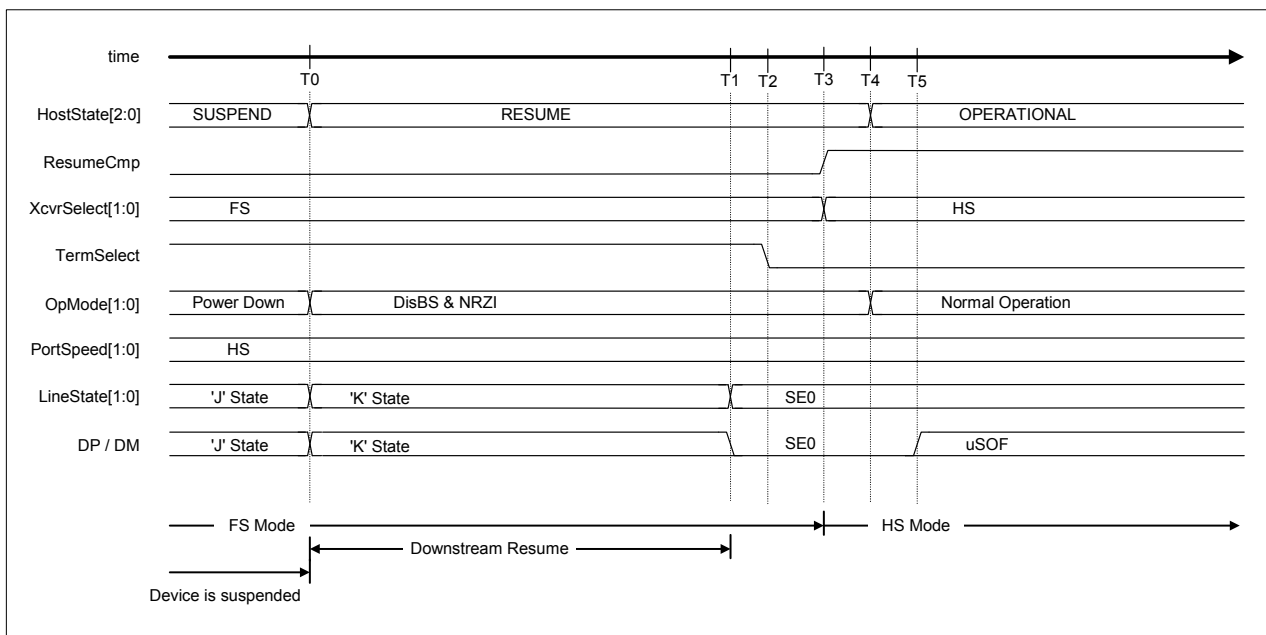 time
T0 T1 T2 T3 T4 T5
HostState[2:0] SUSPEND RESUME OPERATIONAL
ResumeCmp
XcvrSelect[1:0] FS HS
TermSelect
OpMode[1:0] Power Down DisBS & NRZI Normal Operation
PortSpeed[1:0] HS
LineState[1:0] 'J' State 'K' State SE0
DP / DM 'J' State 'K' State SE0 uSOF
FS Mode HS Mode
Downstream Resume
Device is suspended